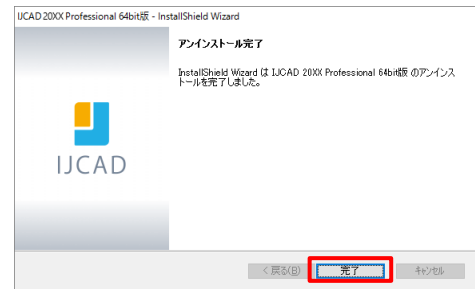 IJCAD 20XX Professional 64bit版 - InstallShield Wizard
アンインストール完了
InstallShield Wizard は IJCAD 20XX Professional 64bit版 のアンインス
トールを完了しました。
IJCAD
< 戻る(B)
完了
キャンセル